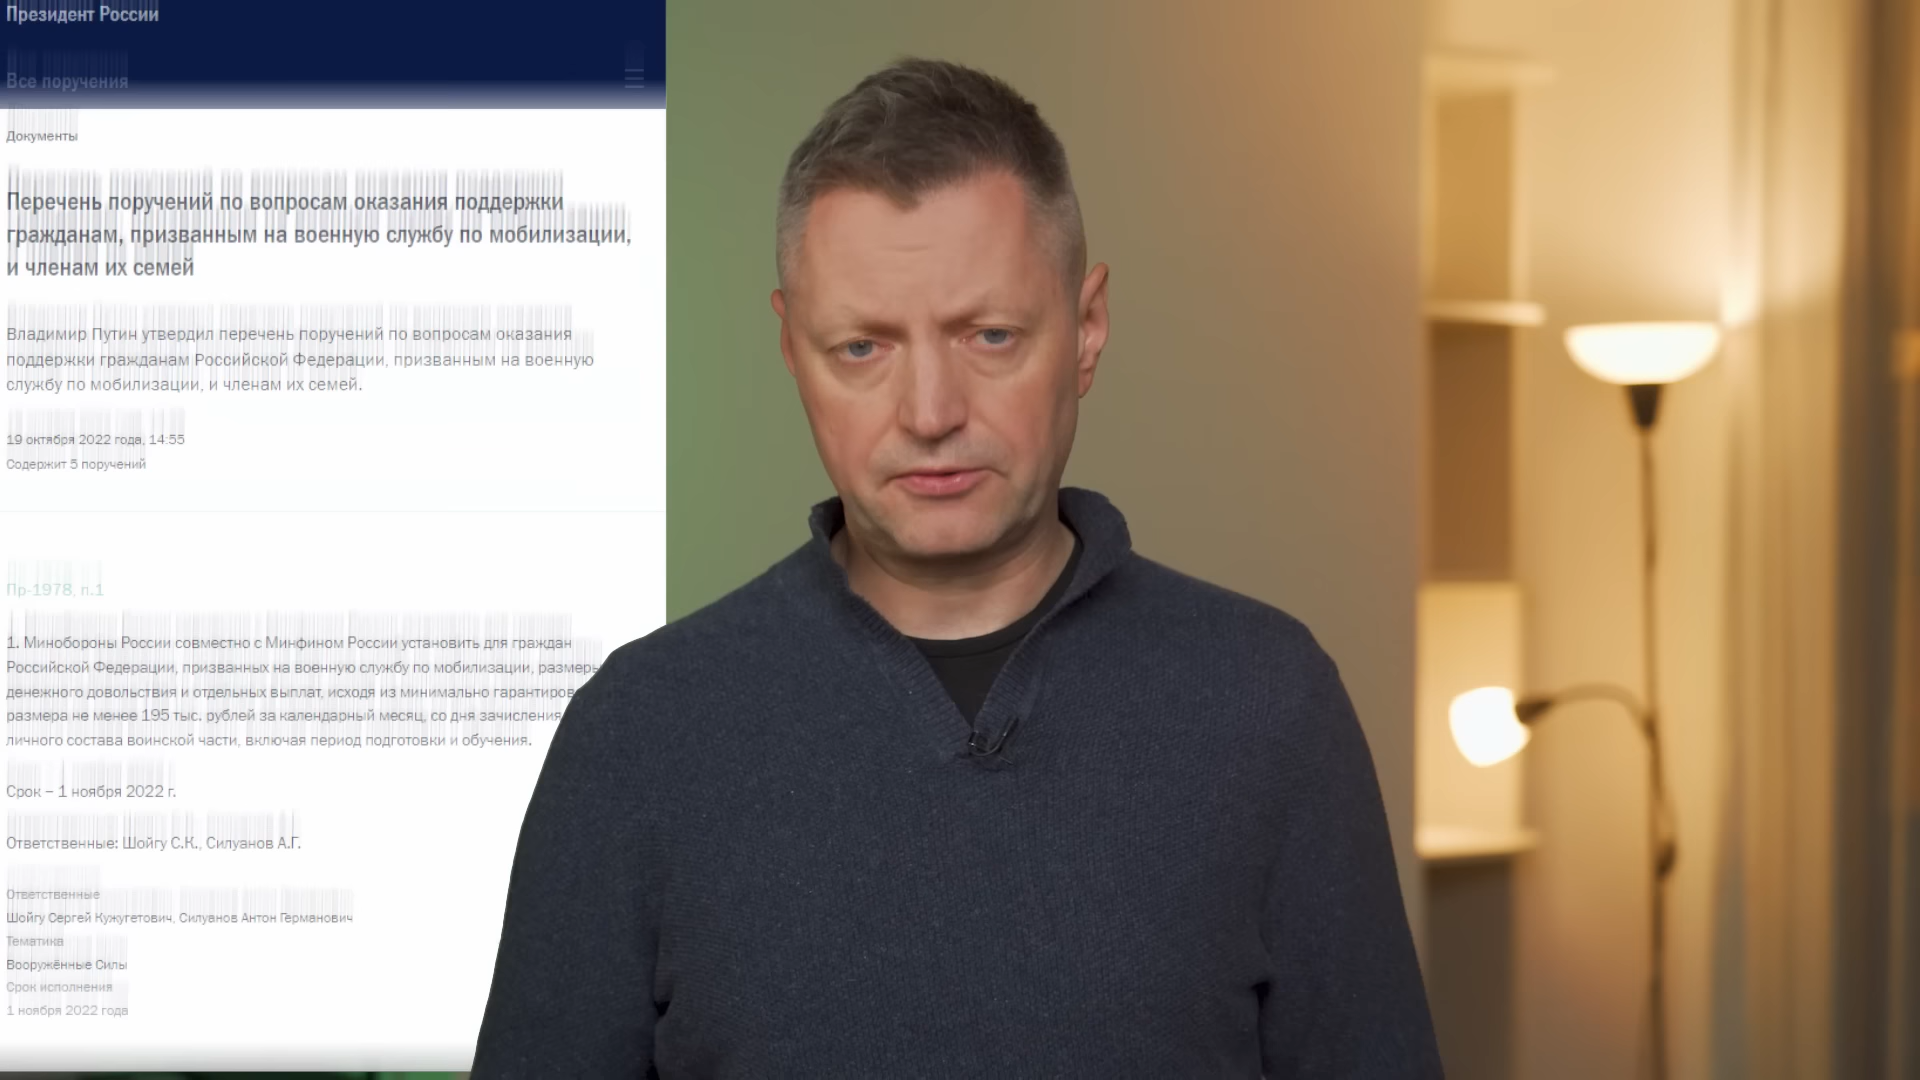 Президент России
Все поручения
Документы
Перечень поручений по вопросам оказания поддержки
гражданам, призванным на военную службу по мобилизации,
и членам их семей
Владимир Путин утвердил перечень поручений по вопросам оказания
поддержки гражданам Российской Федерации, призванным на военную
службу по мобилизации, и членам их семей.
19 октября 2022 года, 14:55
Содержит 5 поручений
Пр-1978, п.1
1. Минобороны России совместно с Минфином России установить для граждан
Российской Федерации, призванных на военную службу по мобилизации, размеры
денежного довольствия и отдельных выплат, исходя из минимально гарантиров
размера не менее 195 тыс. рублей за календарный месяц, со дня зачисления
личного состава воинской части, включая период подготовки и обучения.
Срок – 1 ноября 2022 г.
Ответственные: Шойгу С.К., Силуанов А.Г.
Ответственные
Шойгу Сергей Кужугетович, Силуанов Антон Германович
Тематика
Вооружённые Силы
Срок исполнения
1 ноября 2022 года